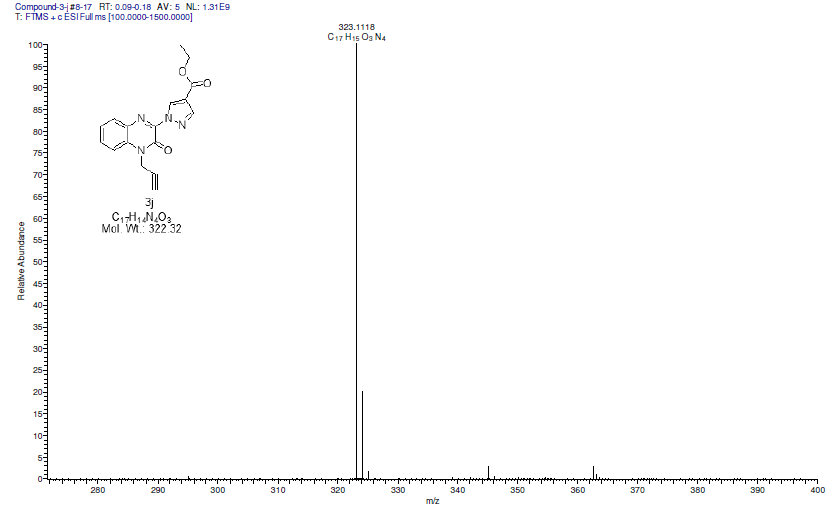 Compound-3-j #8-17 RT: 0.09-0.18 AV: 5 NL: 1.31E9
T: FTMS + c ESI Full ms [100.0000-1500.0000]
323.1118
C17 H15 O3 N4
100
95
90
85
80
75
70
65
60
55
50
45
40
35
30
25
20
15
10
5
0
Relative Abundance
O
O
N
N
N
N
O
3j
C17H14N4O3
Mol. Wt.: 322.32
280
290
300
310
320
330
340
350
360
370
380
390
400
m/z